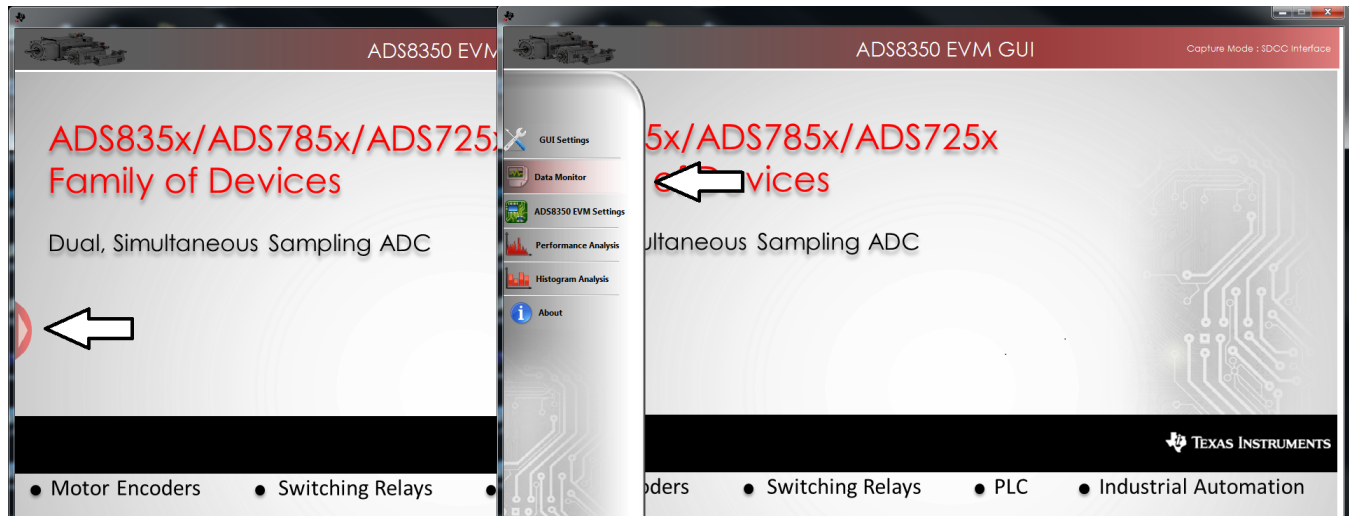 ADS8350 EVM
ADS835x/ADS785x/ADS725x
Family of Devices
Dual, Simultaneous Sampling ADC
● Motor Encoders ● Switching Relays ●
ADS8350 EVM GUI
Capture Mode : SDCC Interface
GUI Settings
Data Monitor
ADS8350 EVM Settings
Performance Analysis
Histogram Analysis
About
5x/ADS785x/ADS725x
vices
ultaneous Sampling ADC
TEXAS INSTRUMENTS
oders ● Switching Relays ● PLC ● Industrial Automation